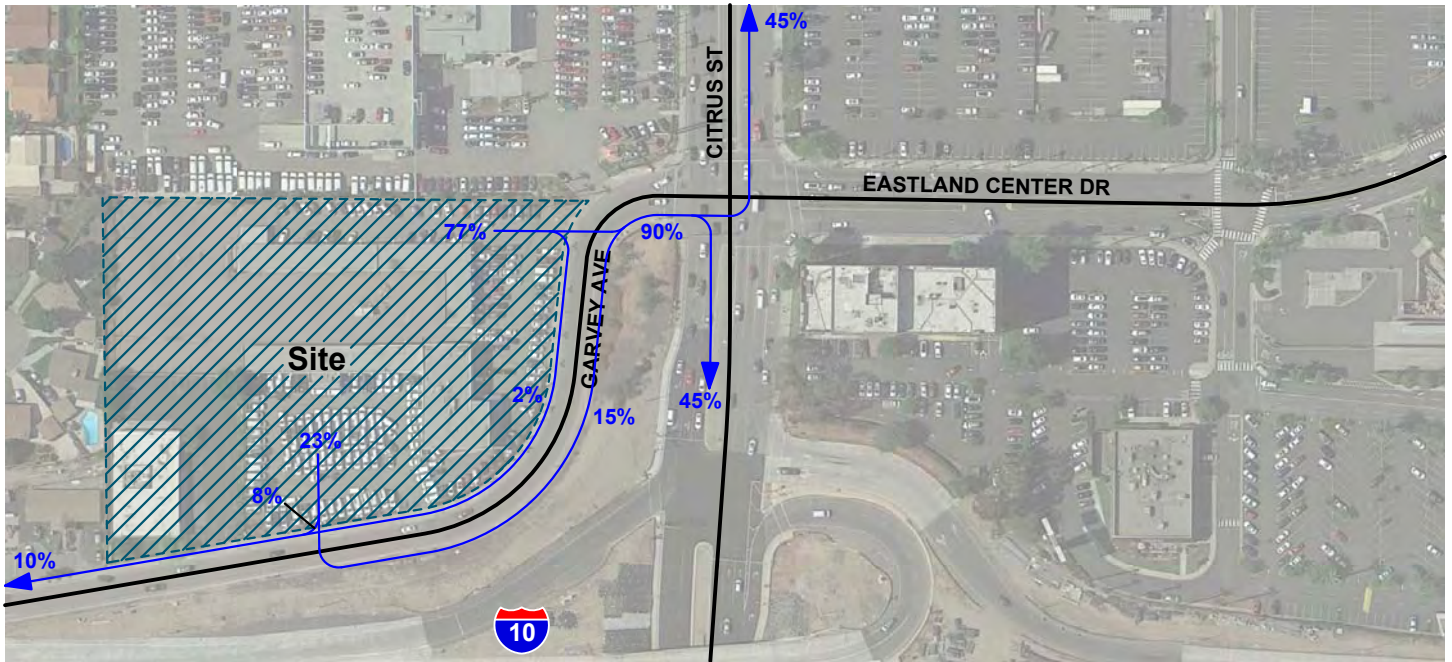 45%
CITRUS ST
EASTLAND CENTER DR
77%
90%
GARVEY AVE
Site
2%
45%
15%
23%
8%
10%
10